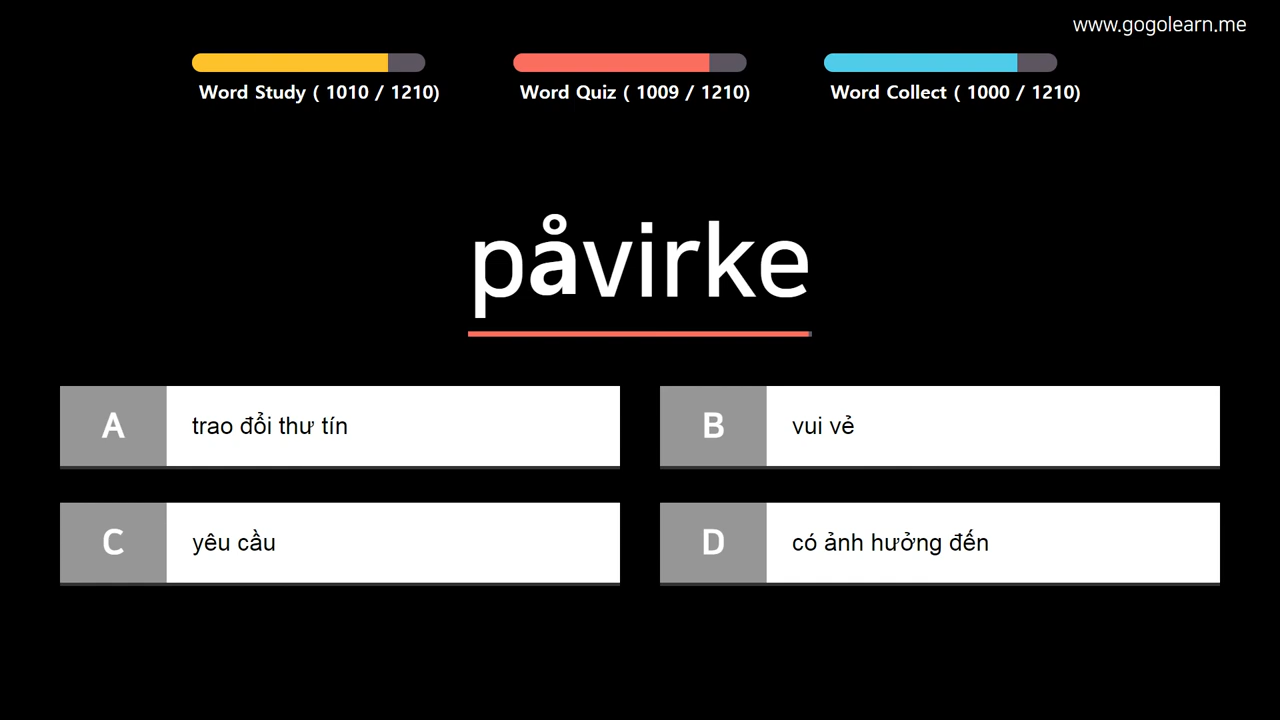 www.gogolearn.me
Word Study ( 1010 / 1210)
Word Quiz ( 1009 / 1210)
Word Collect ( 1000 / 1210)
påvirke
A trao đổi thư tín
B vui vẻ
C yêu cầu
D có ảnh hưởng đến